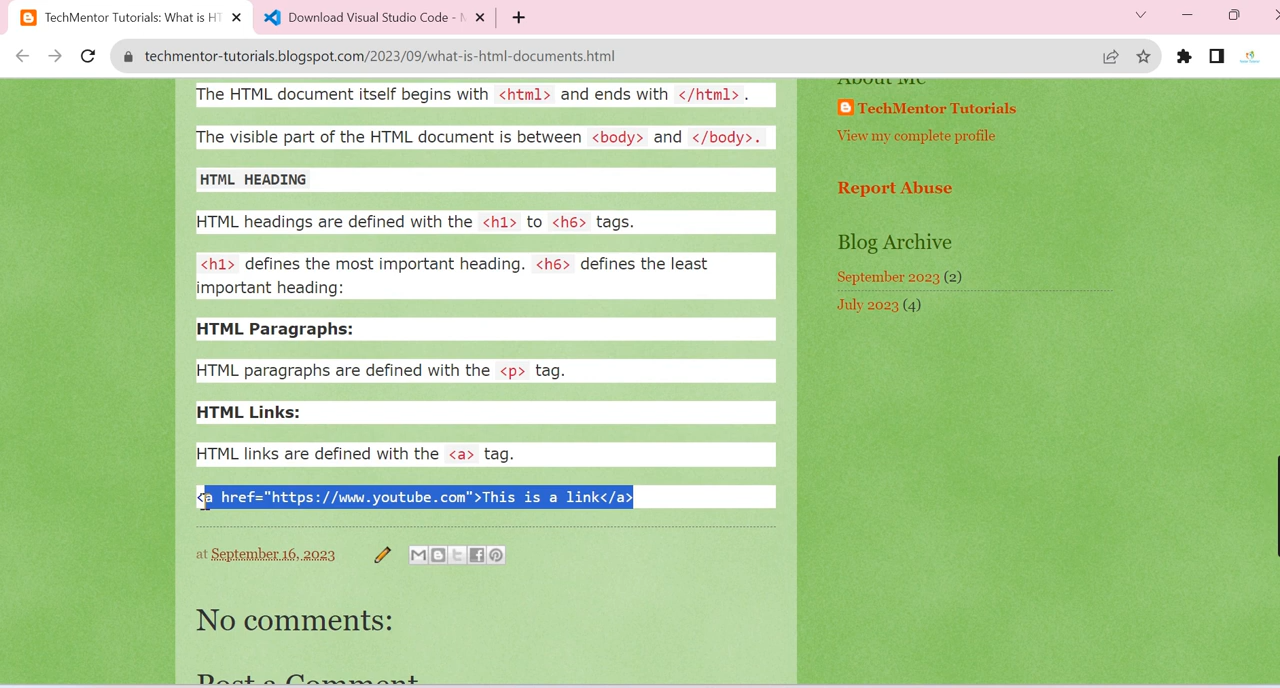 TechMentor Tutorials: What is HT
Download Visual Studio Code - M
techmentor-tutorials.blogspot.com/2023/09/what-is-html-documents.html
The HTML document itself begins with <html> and ends with </html>.
The visible part of the HTML document is between <body> and </body>.
HTML HEADING
HTML headings are defined with the <h1> to <h6> tags.
<h1> defines the most important heading. <h6> defines the least
important heading:
HTML Paragraphs:
HTML paragraphs are defined with the <p> tag.
HTML Links:
HTML links are defined with the <a> tag.
<a href="https://www.youtube.com">This is a link</a>
at September 16, 2023
No comments:
Post a Comment
About Me
TechMentor Tutorials
View my complete profile
Report Abuse
Blog Archive
September 2023 (2)
July 2023 (4)